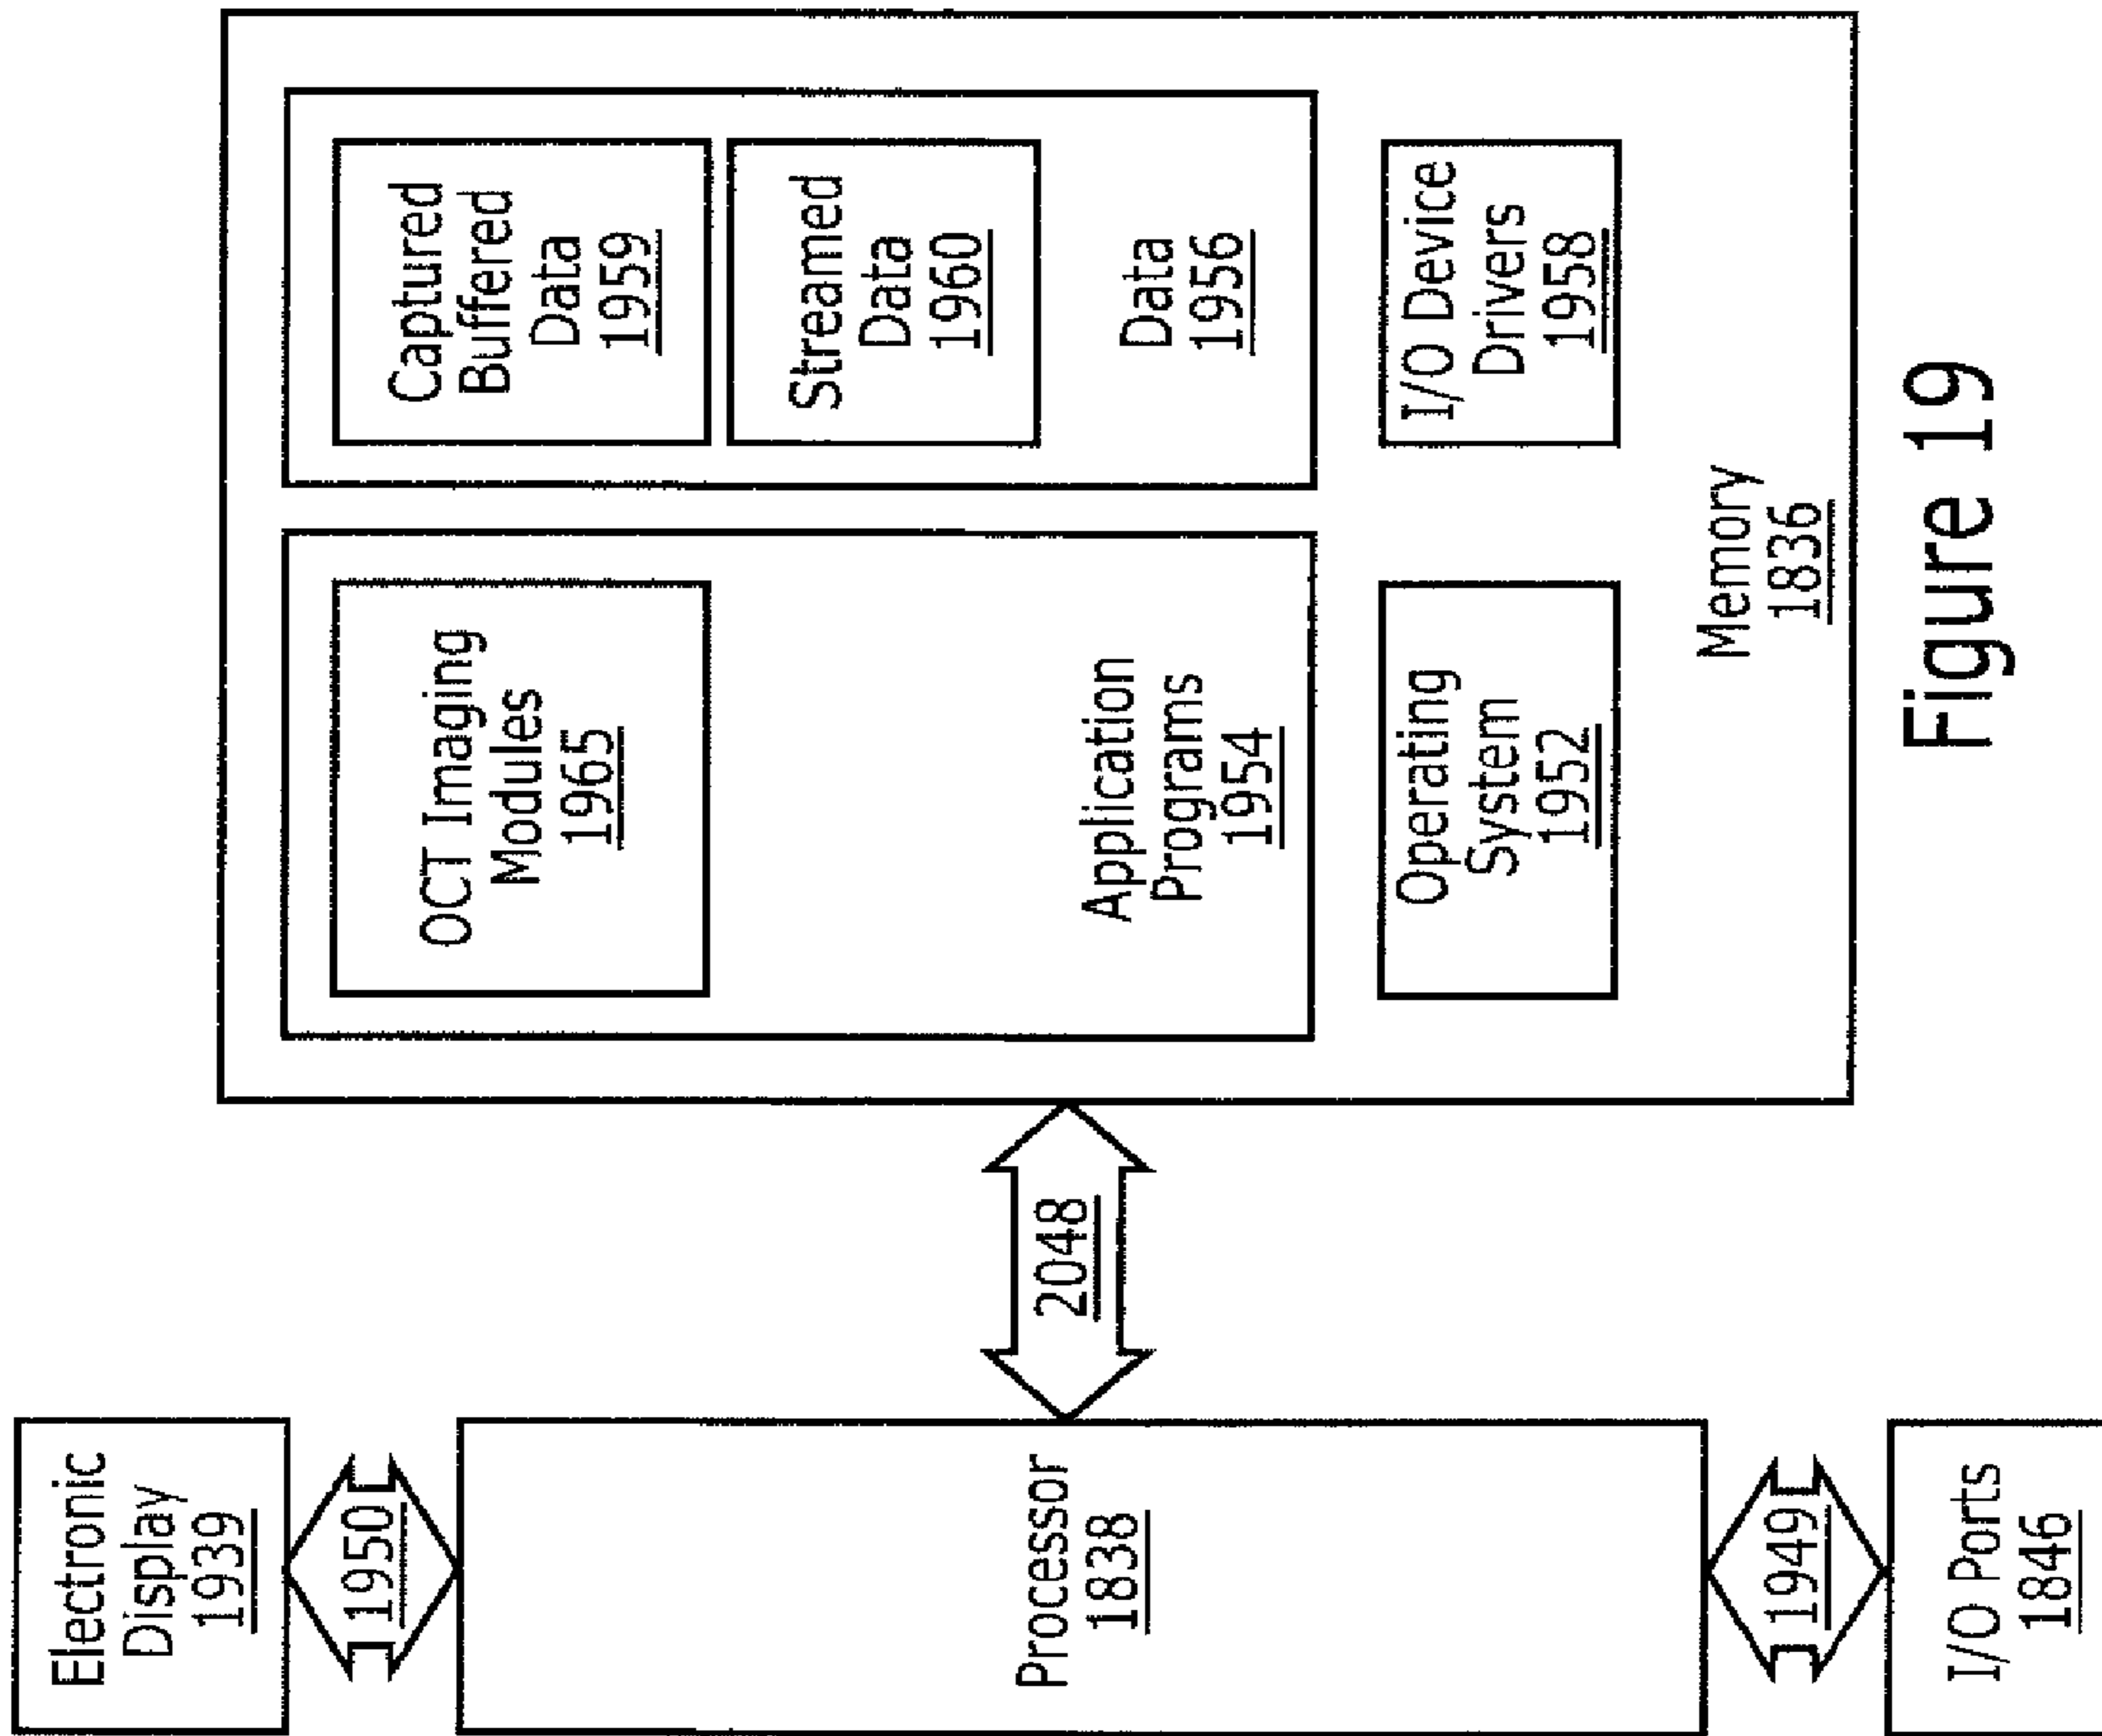 Electronic
Display
1939
1950
Processor
1838
1949
I/O Ports
1846
2048
OCT Imaging
Modules
1965
Application
Programs
1954
Captured
Buffered
Data
1959
Streamed
Data
1960
Data
1956
Operating
System
1952
I/O Device
Drivers
1958
Memory
1836
Figure 19